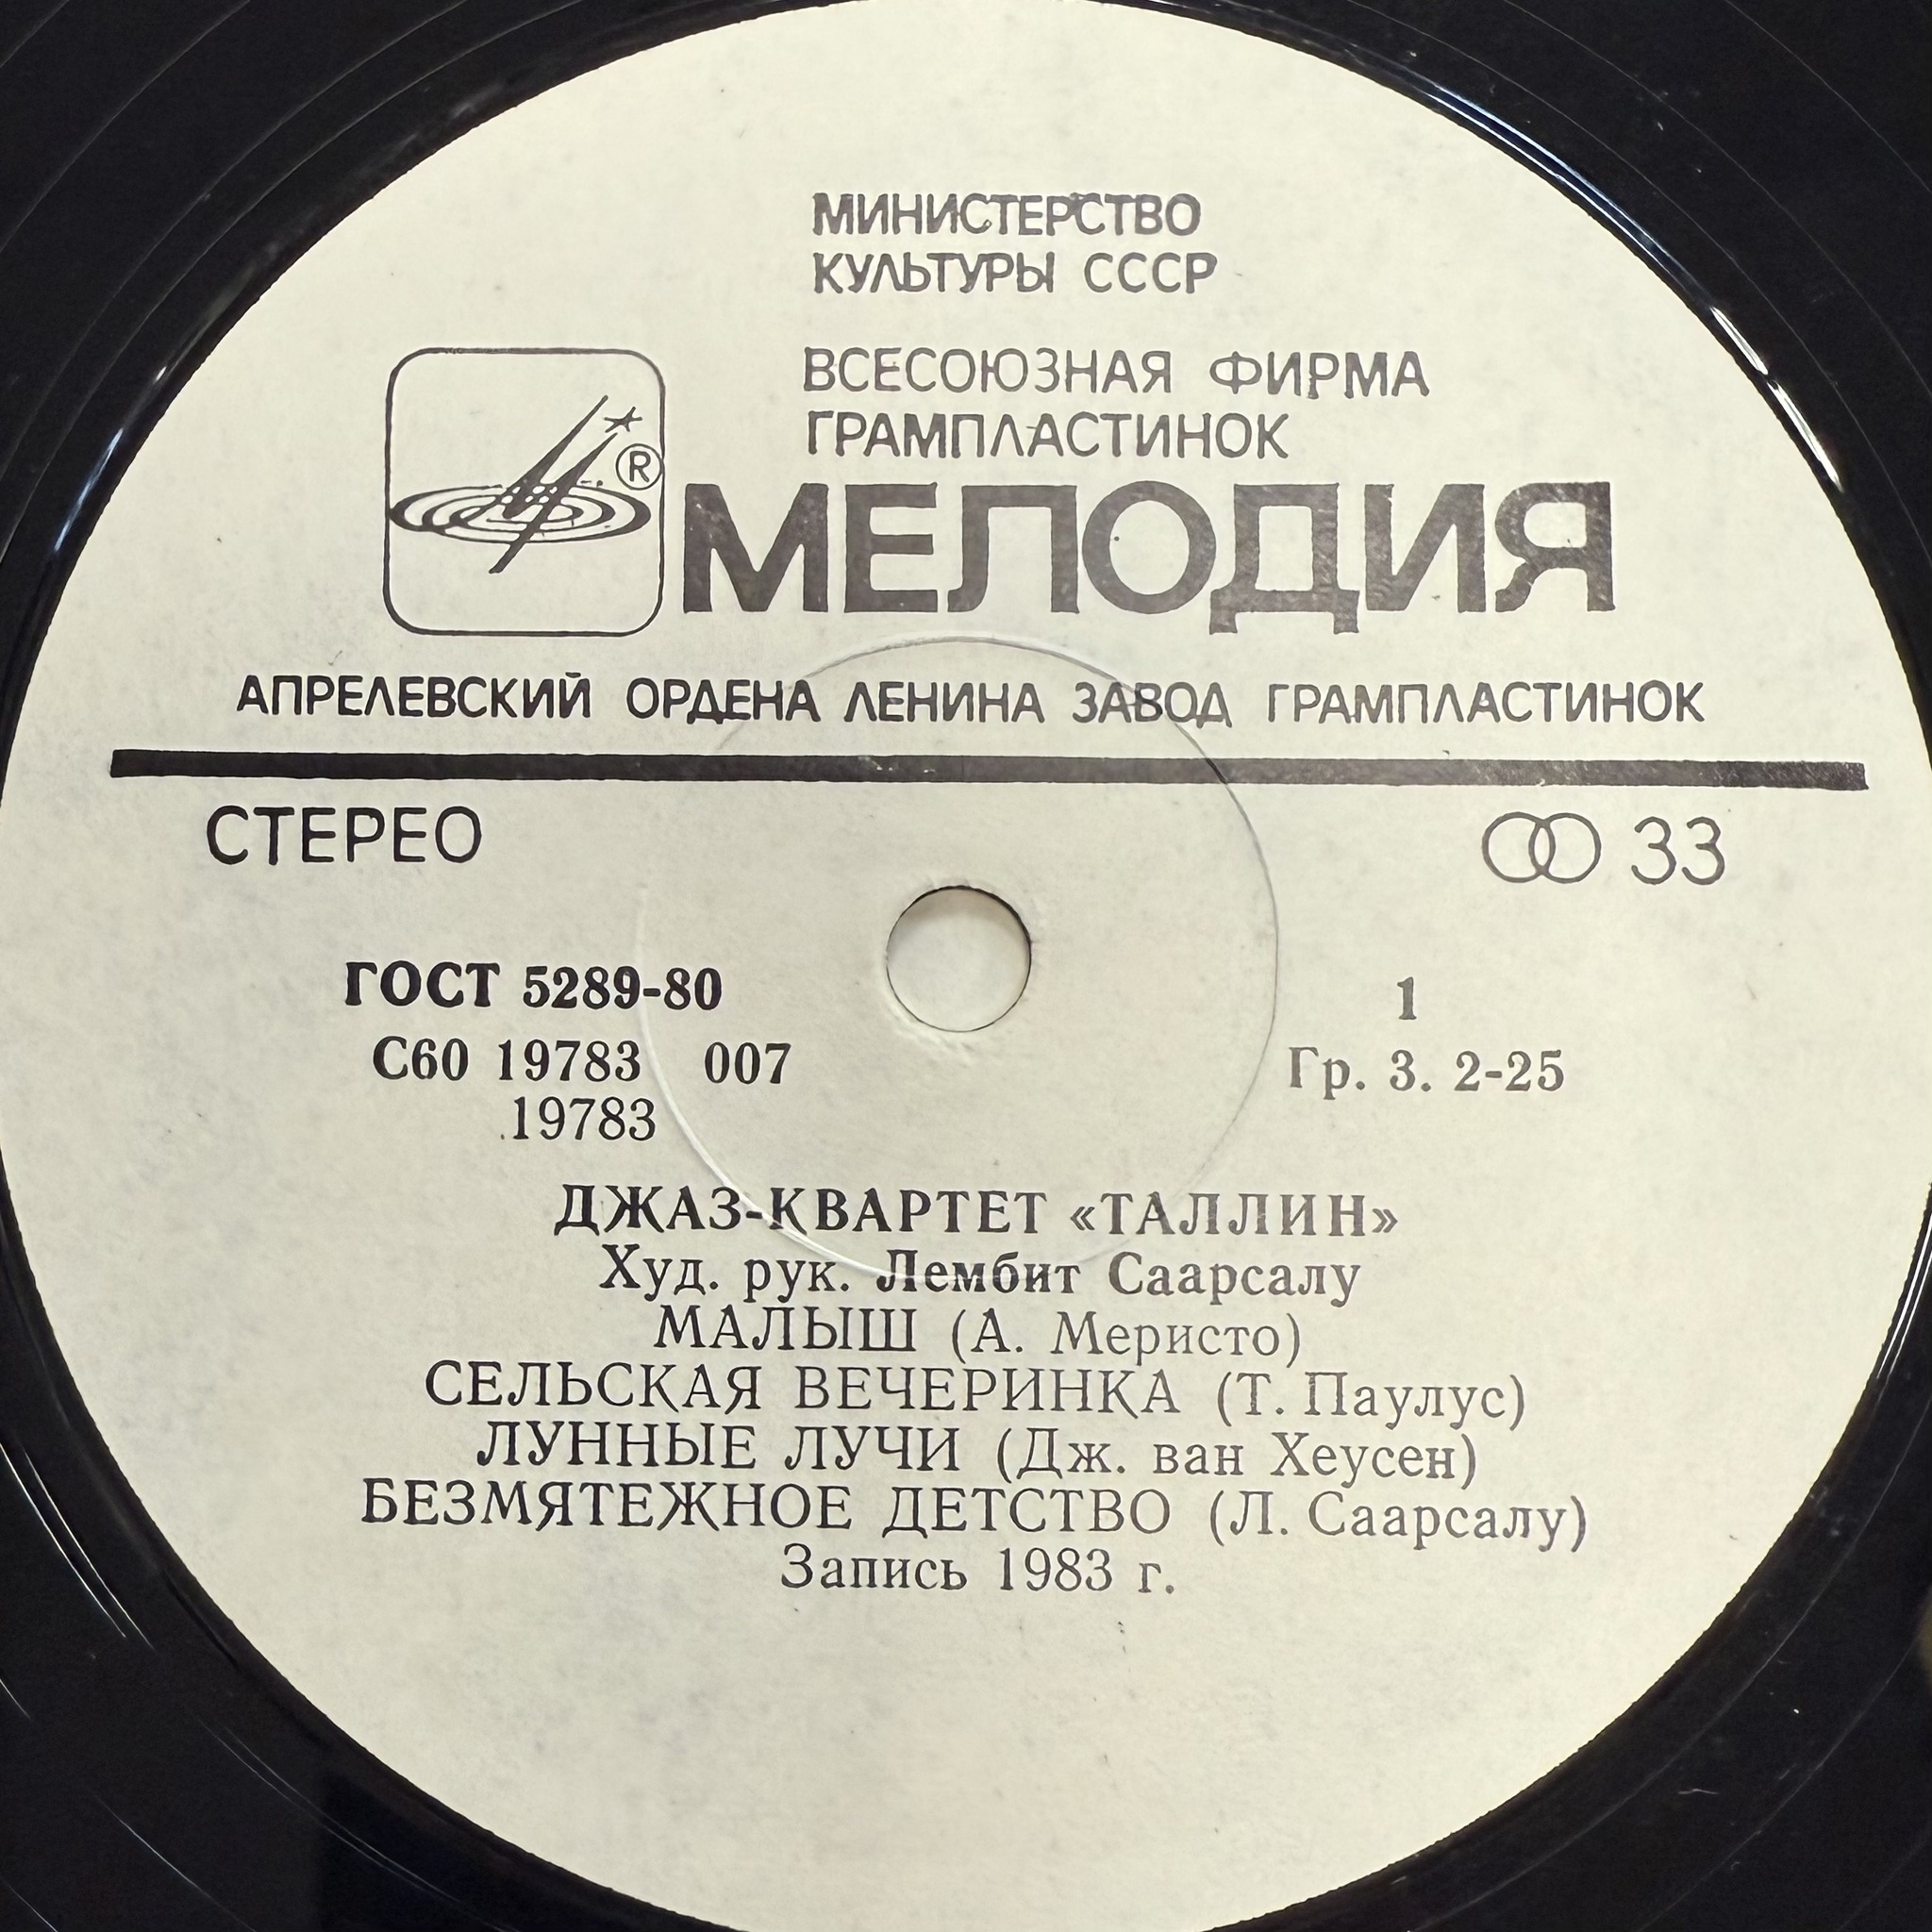 МИНИСТЕРСТВО
КУЛЬТУРЫ СССР
ВСЕСОЮЗНАЯ ФИРМА
ГРАМПЛАСТИНОК
®
МЕЛОДИЯ
АПРЕЛЕВСКИЙ ОРДЕНА ЛЕНИНА ЗАВОД ГРАМПЛАСТИНОК
СТЕРЕО
33
ГОСТ 5289-80
1
С60 19783 007
Гр. 3. 2-25
19783
ДЖАЗ-КВАРТЕТ «ТАЛЛИН»
Худ. рук. Лембит Саарсалу
МАЛЫШ (А. Меристо)
СЕЛЬСКАЯ ВЕЧЕРИНКА (Т. Паулус)
ЛУННЫЕ ЛУЧИ (Дж. ван Хеусен)
БЕЗМЯТЕЖНОЕ ДЕТСТВО (Л. Саарсалу)
Запись 1983 г.